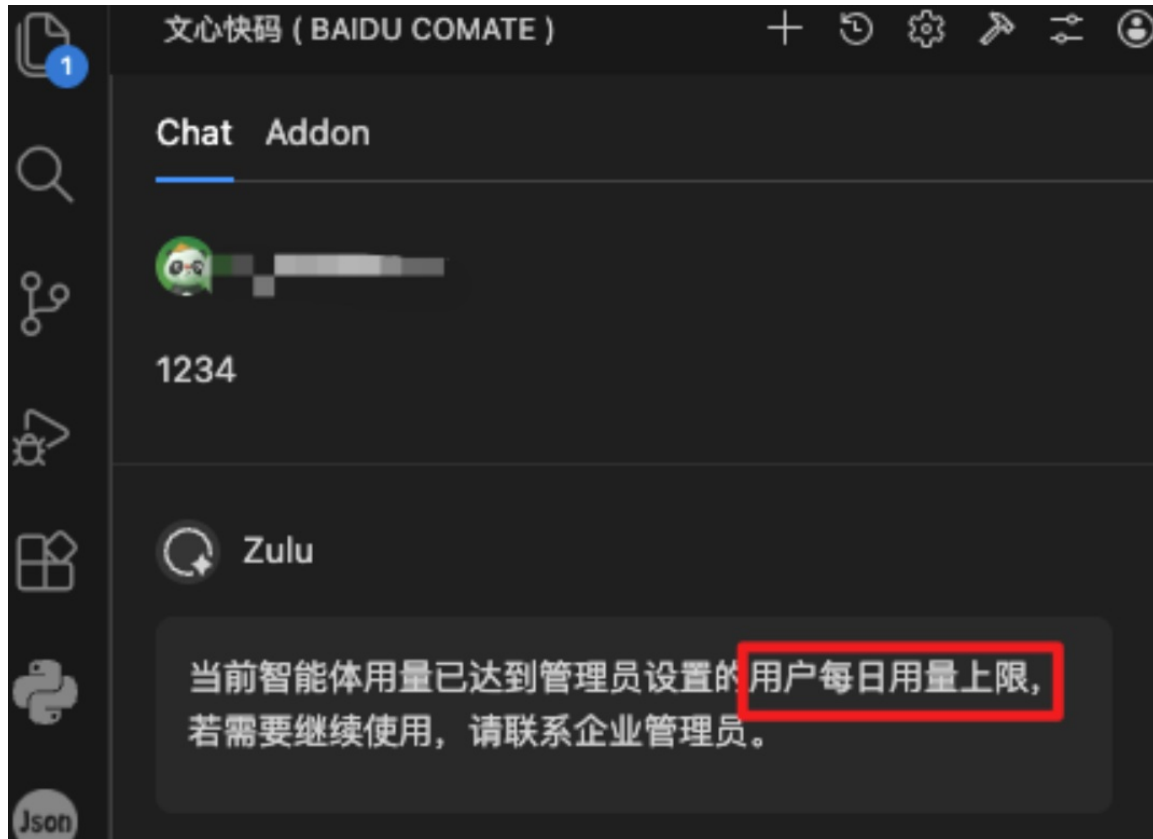 文心快码 ( BAIDU COMATE )
1
Chat Addon
1234
Zulu
当前智能体用量已达到管理员设置的用户每日用量上限,
若需要继续使用，请联系企业管理员。
Json